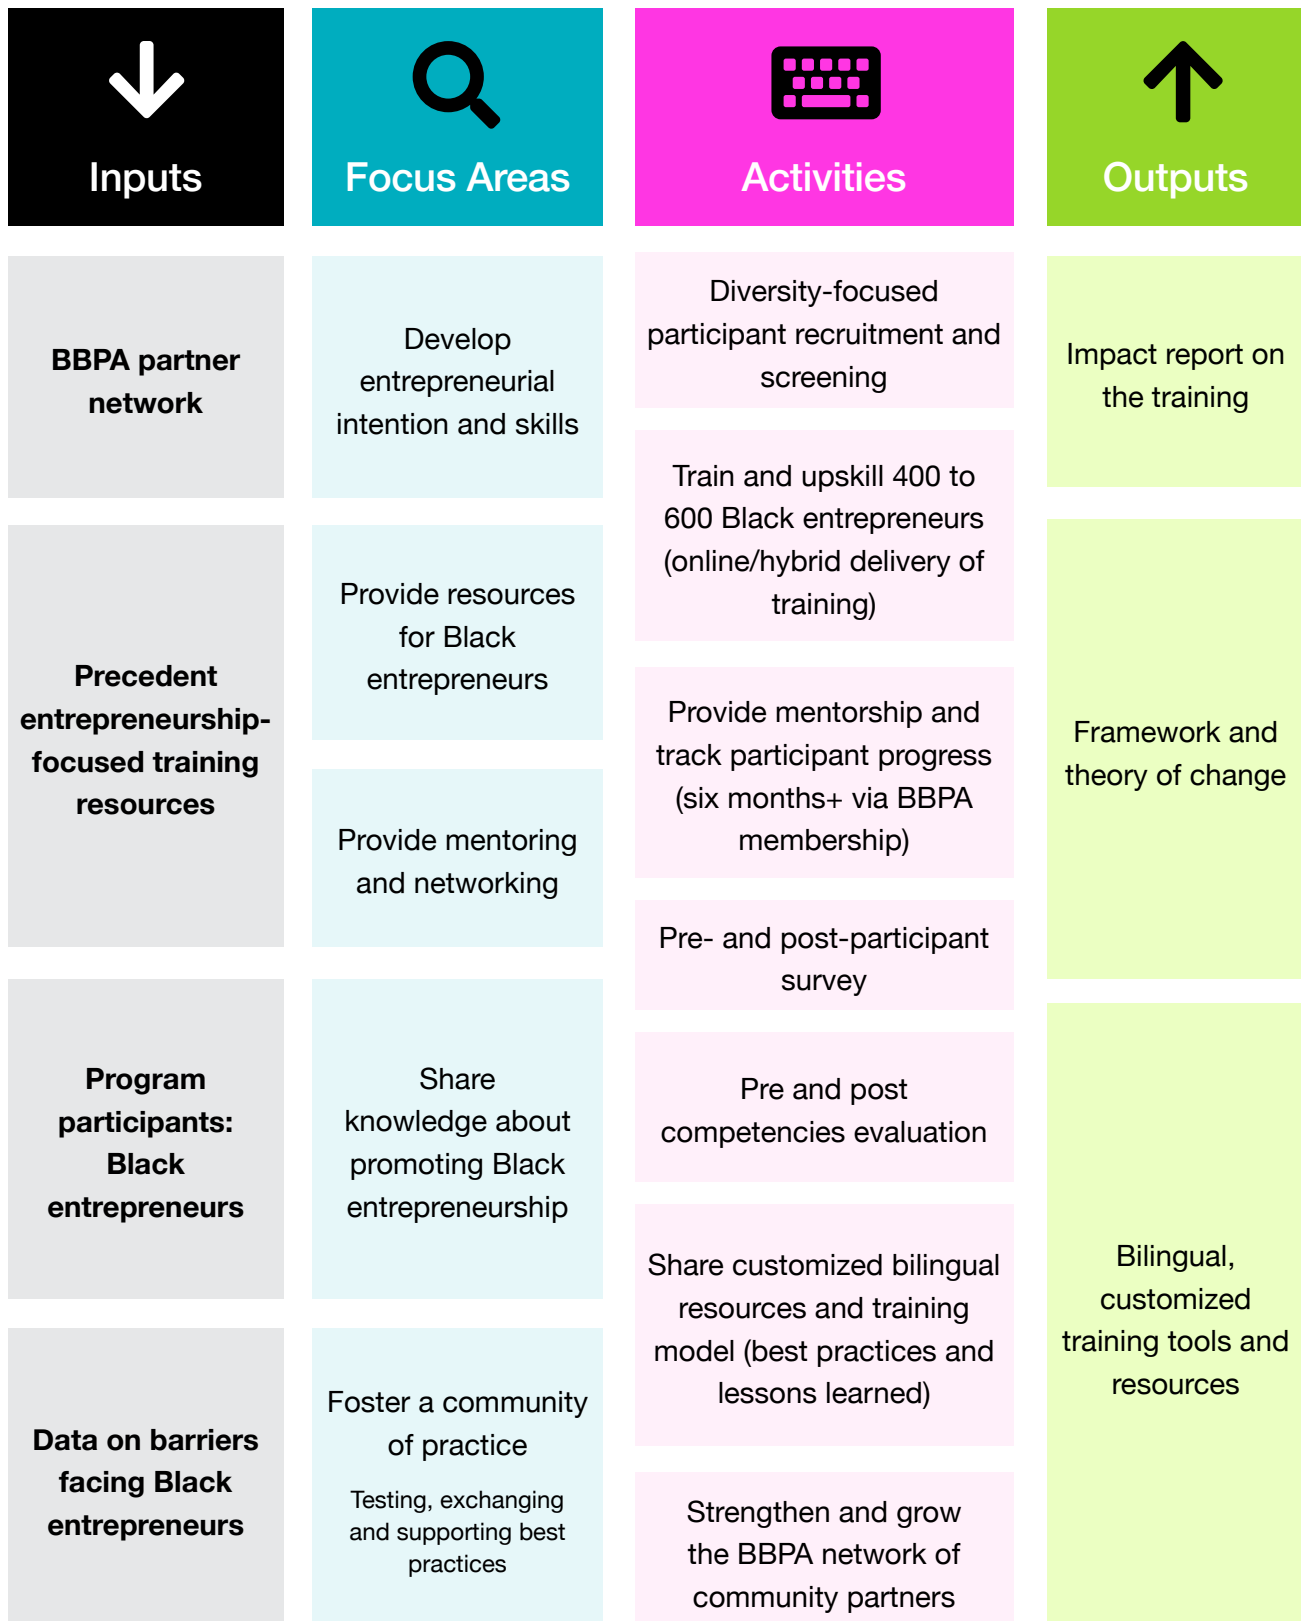 Inputs
Focus Areas
Activities
Outputs
BBPA partner
network
Precedent
entrepreneurship-
focused training
resources
Program
participants:
Black
entrepreneurs
Data on barriers
facing Black
entrepreneurs
Develop
entrepreneurial
intention and skills
Provide resources
for Black
entrepreneurs
Provide mentoring
and networking
Share
knowledge about
promoting Black
entrepreneurship
Foster a community
of practice
Testing, exchanging
and supporting best
practices
Diversity-focused
participant recruitment and
screening
Train and upskill 400 to
600 Black entrepreneurs
(online/hybrid delivery of
training)
Provide mentorship and
track participant progress
(six months+ via BBPA
membership)
Pre- and post-participant
survey
Pre and post
competencies evaluation
Share customized bilingual
resources and training
model (best practices and
lessons learned)
Strengthen and grow
the BBPA network of
community partners
Impact report on
the training
Framework and
theory of change
Bilingual,
customized
training tools and
resources